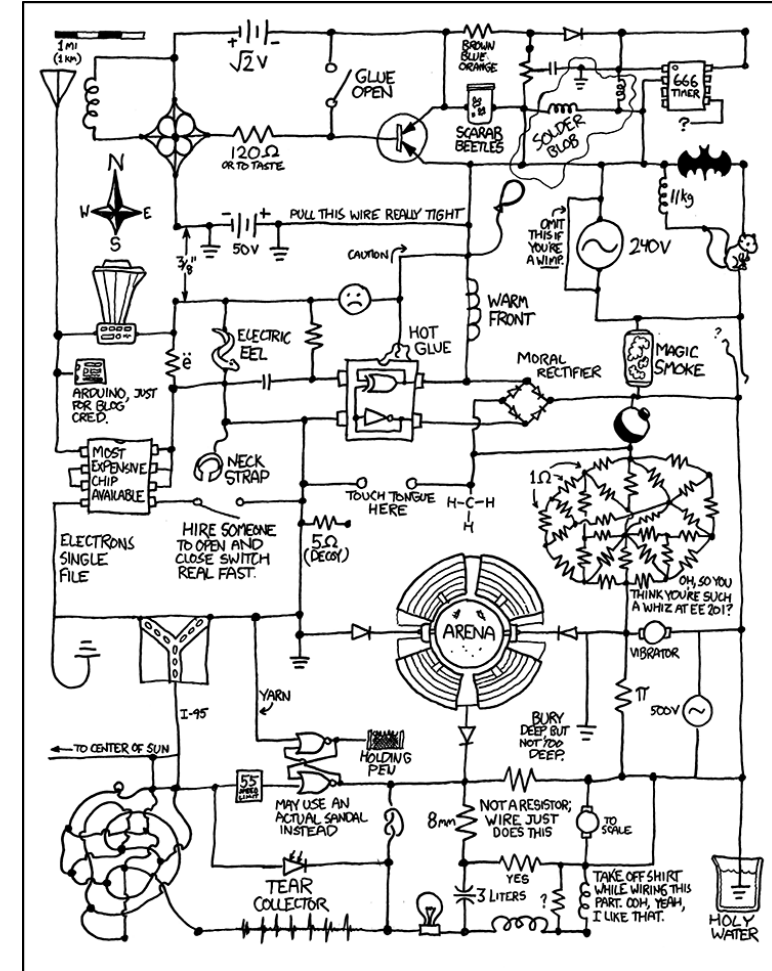 1 MI
(1KM)
+
-
√2 V
GLUE
OPEN
BROWN
BLUE
ORANGE
666
TIMER
?
SCARAB
BEETLES
SOLDER
BLOB
120Ω
OR TO TASTE
N
W
E
S
-
+
50V
PULL THIS WIRE REALLY TIGHT
3/8"
CAUTION
OMIT
THIS IF
YOU'RE
A WIMP.
240V
11kg
ELECTRIC
EEL
HOT
GLUE
WARM
FRONT
MORAL
RECTIFIER
MAGIC
SMOKE
?
ë
ARDUINO, JUST
FOR BLOG
CRED.
MOST
EXPENSIVE
CHIP
AVAILABLE
NECK
STRAP
TOUCH TONGUE
HERE
H-C-H
H
1Ω
ELECTRONS
SINGLE
FILE
HIRE SOMEONE
TO OPEN AND
CLOSE SWITCH
REAL FAST.
5Ω
(DECOY)
OH, SO YOU
THINK YOU'RE SUCH
A WHIZ AT EE 201?
ARENA
VIBRATOR
I-95
YARN
π
500V
BURY
DEEP, BUT
NOT TOO
DEEP.
TO CENTER OF SUN
HOLDING
PEN
55
SPEED
LIMIT
MAY USE AN
ACTUAL SANDAL
INSTEAD
8mm
NOT A RESISTOR;
WIRE JUST
DOES THIS
TO
SCALE
TEAR
COLLECTOR
YES
3 LITERS
?
TAKE OFF SHIRT
WHILE WIRING THIS
PART. OOH, YEAH,
I LIKE THAT.
HOLY
WATER